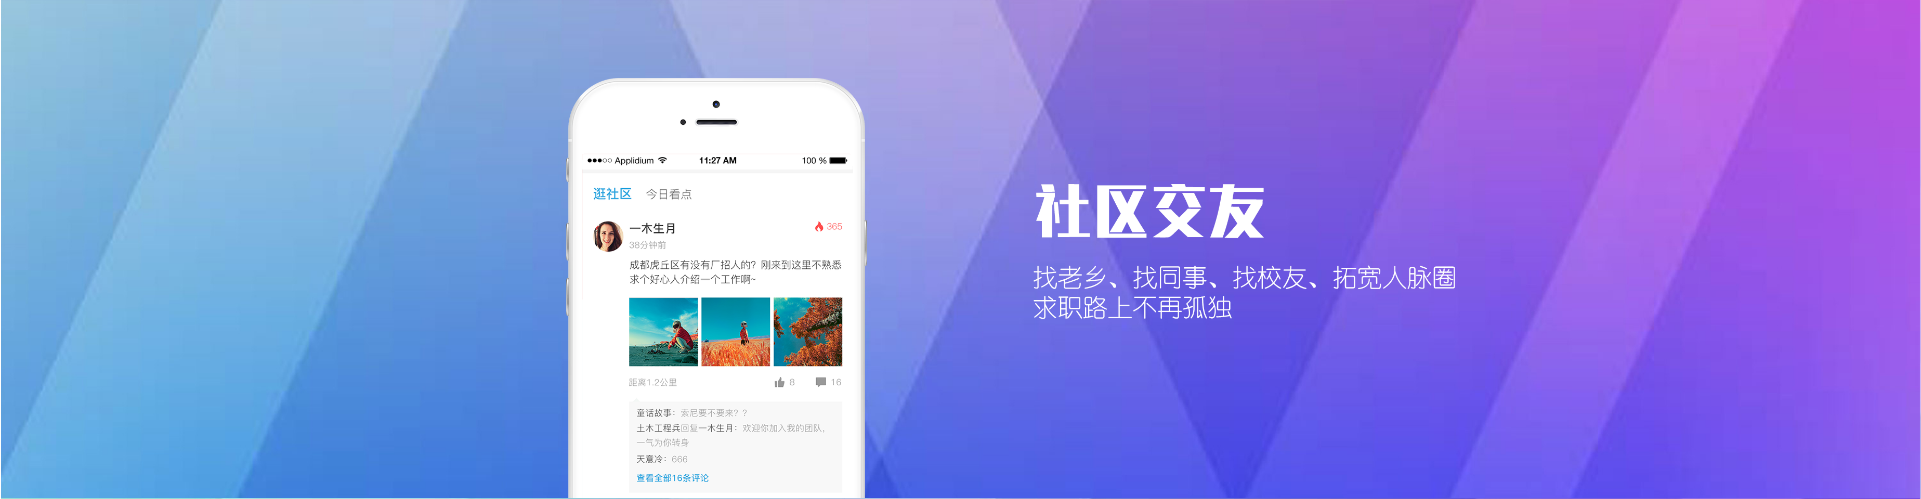 Applidium 11:27 AM 100 %
逛社区 今日看点
一木生月 365
38分钟前
成都虎丘区有没有厂招人的？刚来到这里不熟悉
求个好心人介绍一个工作啊~
距离1.2公里 8 16
童话故事：索尼要不要来？？
土木工程兵回复一木生月：欢迎你加入我的团队，
一气为你转身
天嘉冷：666
查看全部16条评论
社区交友
找老乡、找同事、找校友、拓宽人脉圈
求职路上不再孤独